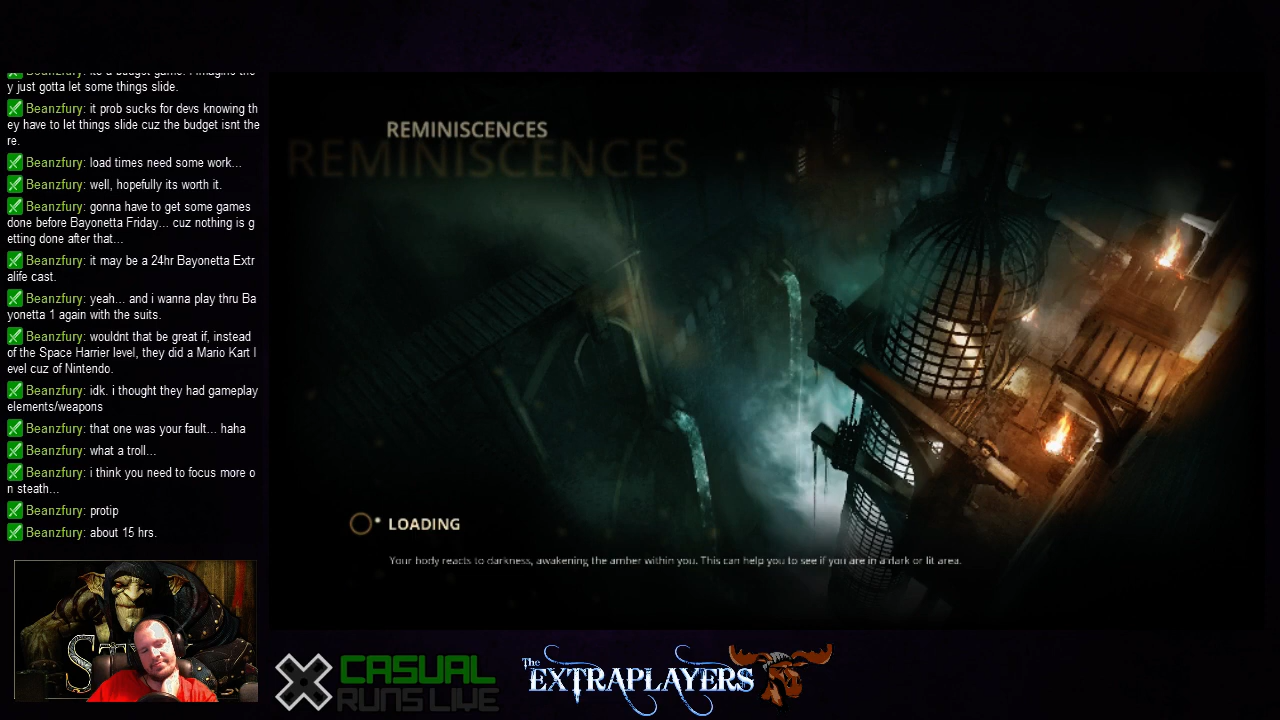 Beanzfury: its a budget game. i imagine the
y just gotta let some things slide.
Beanzfury: it prob sucks for devs knowing th
ey have to let things slide cuz the budget isnt the
re.
Beanzfury: load times need some work...
Beanzfury: well, hopefully its worth it.
Beanzfury: gonna have to get some games
done before Bayonetta Friday... cuz nothing is g
etting done after that...
Beanzfury: it may be a 24hr Bayonetta Extr
alife cast.
Beanzfury: yeah... and i wanna play thru Ba
yonetta 1 again with the suits.
Beanzfury: wouldnt that be great if, instead
of the Space Harrier level, they did a Mario Kart l
evel cuz of Nintendo.
Beanzfury: idk. i thought they had gameplay
elements/weapons
Beanzfury: that one was your fault... haha
Beanzfury: what a troll...
Beanzfury: i think you need to focus more o
n steath...
Beanzfury: protip
Beanzfury: about 15 hrs.
REMINISCENCES
REMINISCENCES
LOADING
Your body reacts to darkness, awakening the amber within you. This can help you to see if you are in a dark or lit area.
CASUAL
RUNS LIVE
The
EXTRAPLAYERS